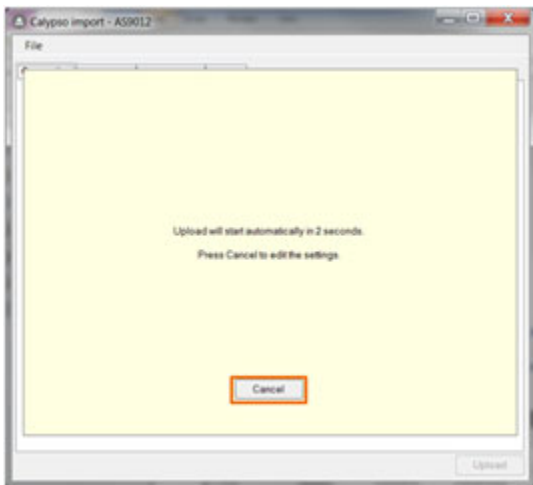 Calypso import - AS9012
File
Upload will start automatically in 2 seconds.
Press Cancel to edit the settings.
Cancel
Upload